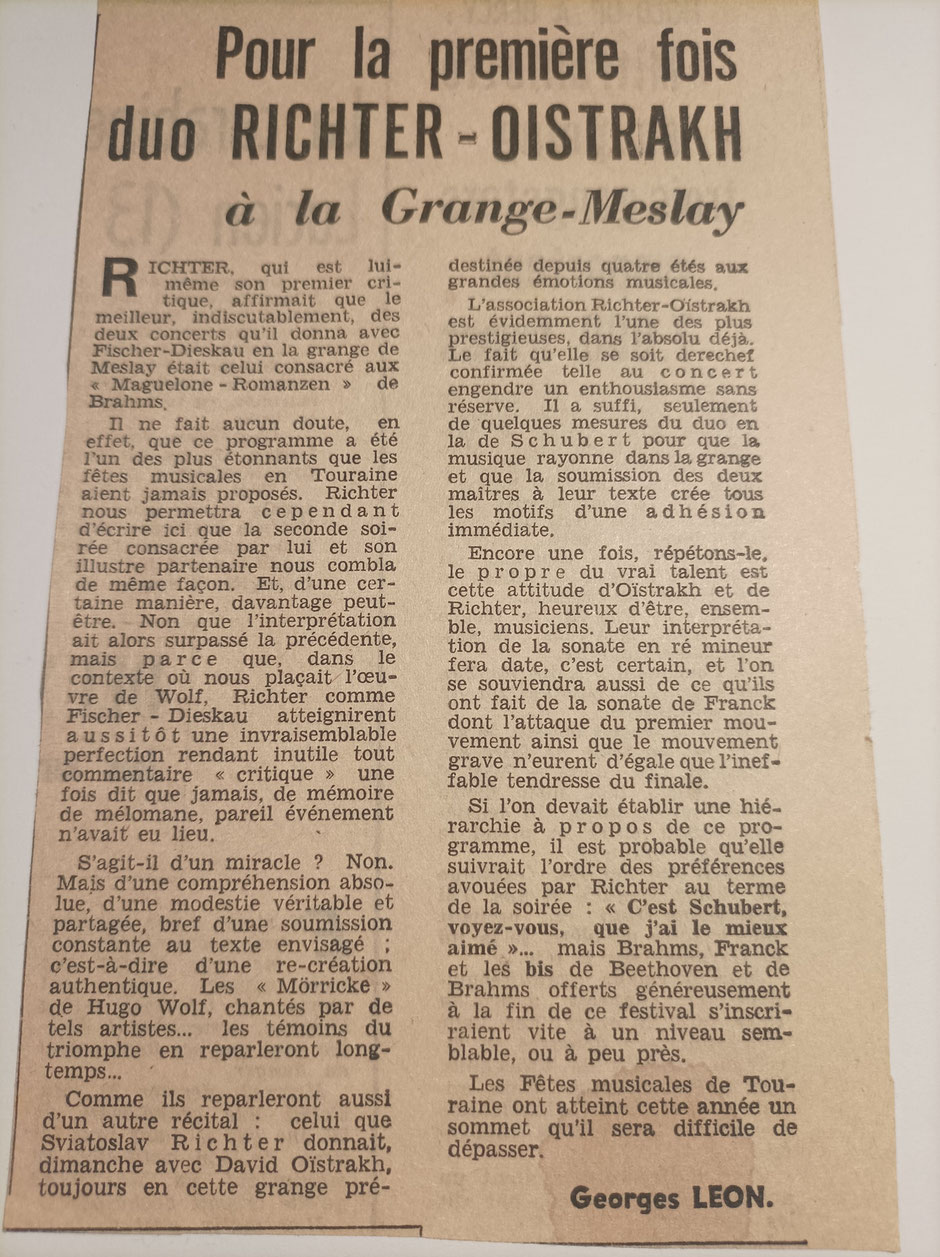 Pour la première fois
duo RICHTER - OISTRAKH
à la Grange-Meslay
RICHTER, qui est lui-
même son premier cri-
tique, affirmait que le
meilleur, indiscutablement, des
deux concerts qu'il donna avec
Fischer-Dieskau en la grange de
Meslay était celui consacré aux
« Maguelone - Romanzen » de
Brahms.
Il ne fait aucun doute, en
effet, que ce programme a été
l'un des plus étonnants que les
fêtes musicales en Touraine
aient jamais proposés. Richter
nous permettra cependant
d'écrire ici que la seconde soi-
rée consacrée par lui et son
illustre partenaire nous combla
de même façon. Et, d'une cer-
taine manière, davantage peut-
être. Non que l'interprétation
ait alors surpassé la précédente,
mais parce que, dans le
contexte où nous plaçait l'œu-
vre de Wolf, Richter comme
Fischer - Dieskau atteignirent
aussitôt une invraisemblable
perfection rendant inutile tout
commentaire « critique » une
fois dit que jamais, de mémoire
de mélomane, pareil événement
n'avait eu lieu.
S'agit-il d'un miracle ? Non.
Mais d'une compréhension abso-
lue, d'une modestie véritable et
partagée, bref d'une soumission
constante au texte envisagé ;
c'est-à-dire d'une re-création
authentique. Les « Mörricke »
de Hugo Wolf, chantés par de
tels artistes... les témoins du
triomphe en reparleront long-
temps...
Comme ils reparleront aussi
d'un autre récital : celui que
Sviatoslav Richter donnait,
dimanche avec David Oïstrakh,
toujours en cette grange pré-
destinée depuis quatre étés aux
grandes émotions musicales.
L'association Richter-Oïstrakh
est évidemment l'une des plus
prestigieuses, dans l'absolu déjà.
Le fait qu'elle se soit derechef
confirmée telle au concert
engendre un enthousiasme sans
réserve. Il a suffi, seulement
de quelques mesures du duo en
la de Schubert pour que la
musique rayonne dans la grange
et que la soumission des deux
maîtres à leur texte crée tous
les motifs d'une adhésion
immédiate.
Encore une fois, répétons-le,
le propre du vrai talent est
cette attitude d'Oïstrakh et de
Richter, heureux d'être, ensem-
ble, musiciens. Leur interpréta-
tion de la sonate en ré mineur
fera date, c'est certain, et l'on
se souviendra aussi de ce qu'ils
ont fait de la sonate de Franck
dont l'attaque du premier mou-
vement ainsi que le mouvement
grave n'eurent d'égale que l'inef-
fable tendresse du finale.
Si l'on devait établir une hié-
rarchie à propos de ce pro-
gramme, il est probable qu'elle
suivrait l'ordre des préférences
avouées par Richter au terme
de la soirée : « C'est Schubert,
voyez-vous, que j'ai le mieux
aimé »... mais Brahms, Franck
et les bis de Beethoven et de
Brahms offerts généreusement
à la fin de ce festival s'inscri-
raient vite à un niveau sem-
blable, ou à peu près.
Les Fêtes musicales de Tou-
raine ont atteint cette année un
sommet qu'il sera difficile de
dépasser.
Georges LEON.